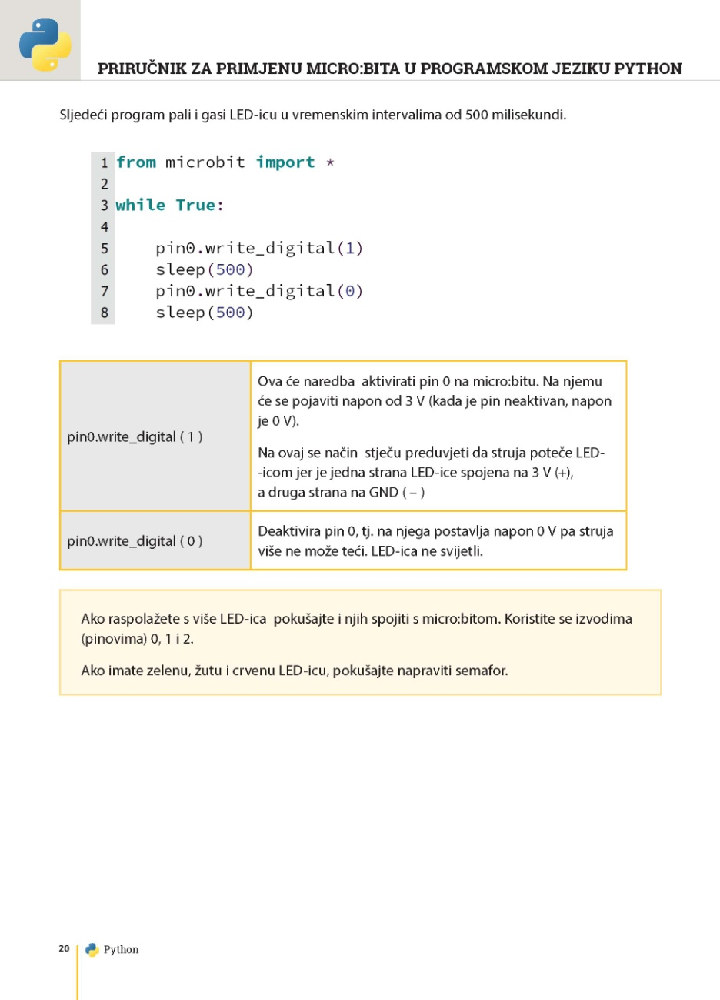 PRIRUČNIK ZA PRIMJENU MICRO:BITA U PROGRAMSKOM JEZIKU PYTHON
Sljedeći program pali i gasi LED-icu u vremenskim intervalima od 500 milisekundi.
1 from microbit import *
2
3 while True:
4
5     pin0.write_digital(1)
6     sleep(500)
7     pin0.write_digital(0)
8     sleep(500)
pin0.write_digital ( 1 )
Ova će naredba  aktivirati pin 0 na micro:bitu. Na njemu
će se pojaviti napon od 3 V (kada je pin neaktivan, napon
je 0 V).
Na ovaj se način  stječu preduvjeti da struja poteče LED-
-icom jer je jedna strana LED-ice spojena na 3 V (+),
a druga strana na GND ( – )
pin0.write_digital ( 0 )
Deaktivira pin 0, tj. na njega postavlja napon 0 V pa struja
više ne može teći. LED-ica ne svijetli.
Ako raspolažete s više LED-ica  pokušajte i njih spojiti s micro:bitom. Koristite se izvodima
(pinovima) 0, 1 i 2.
Ako imate zelenu, žutu i crvenu LED-icu, pokušajte napraviti semafor.
20 Python